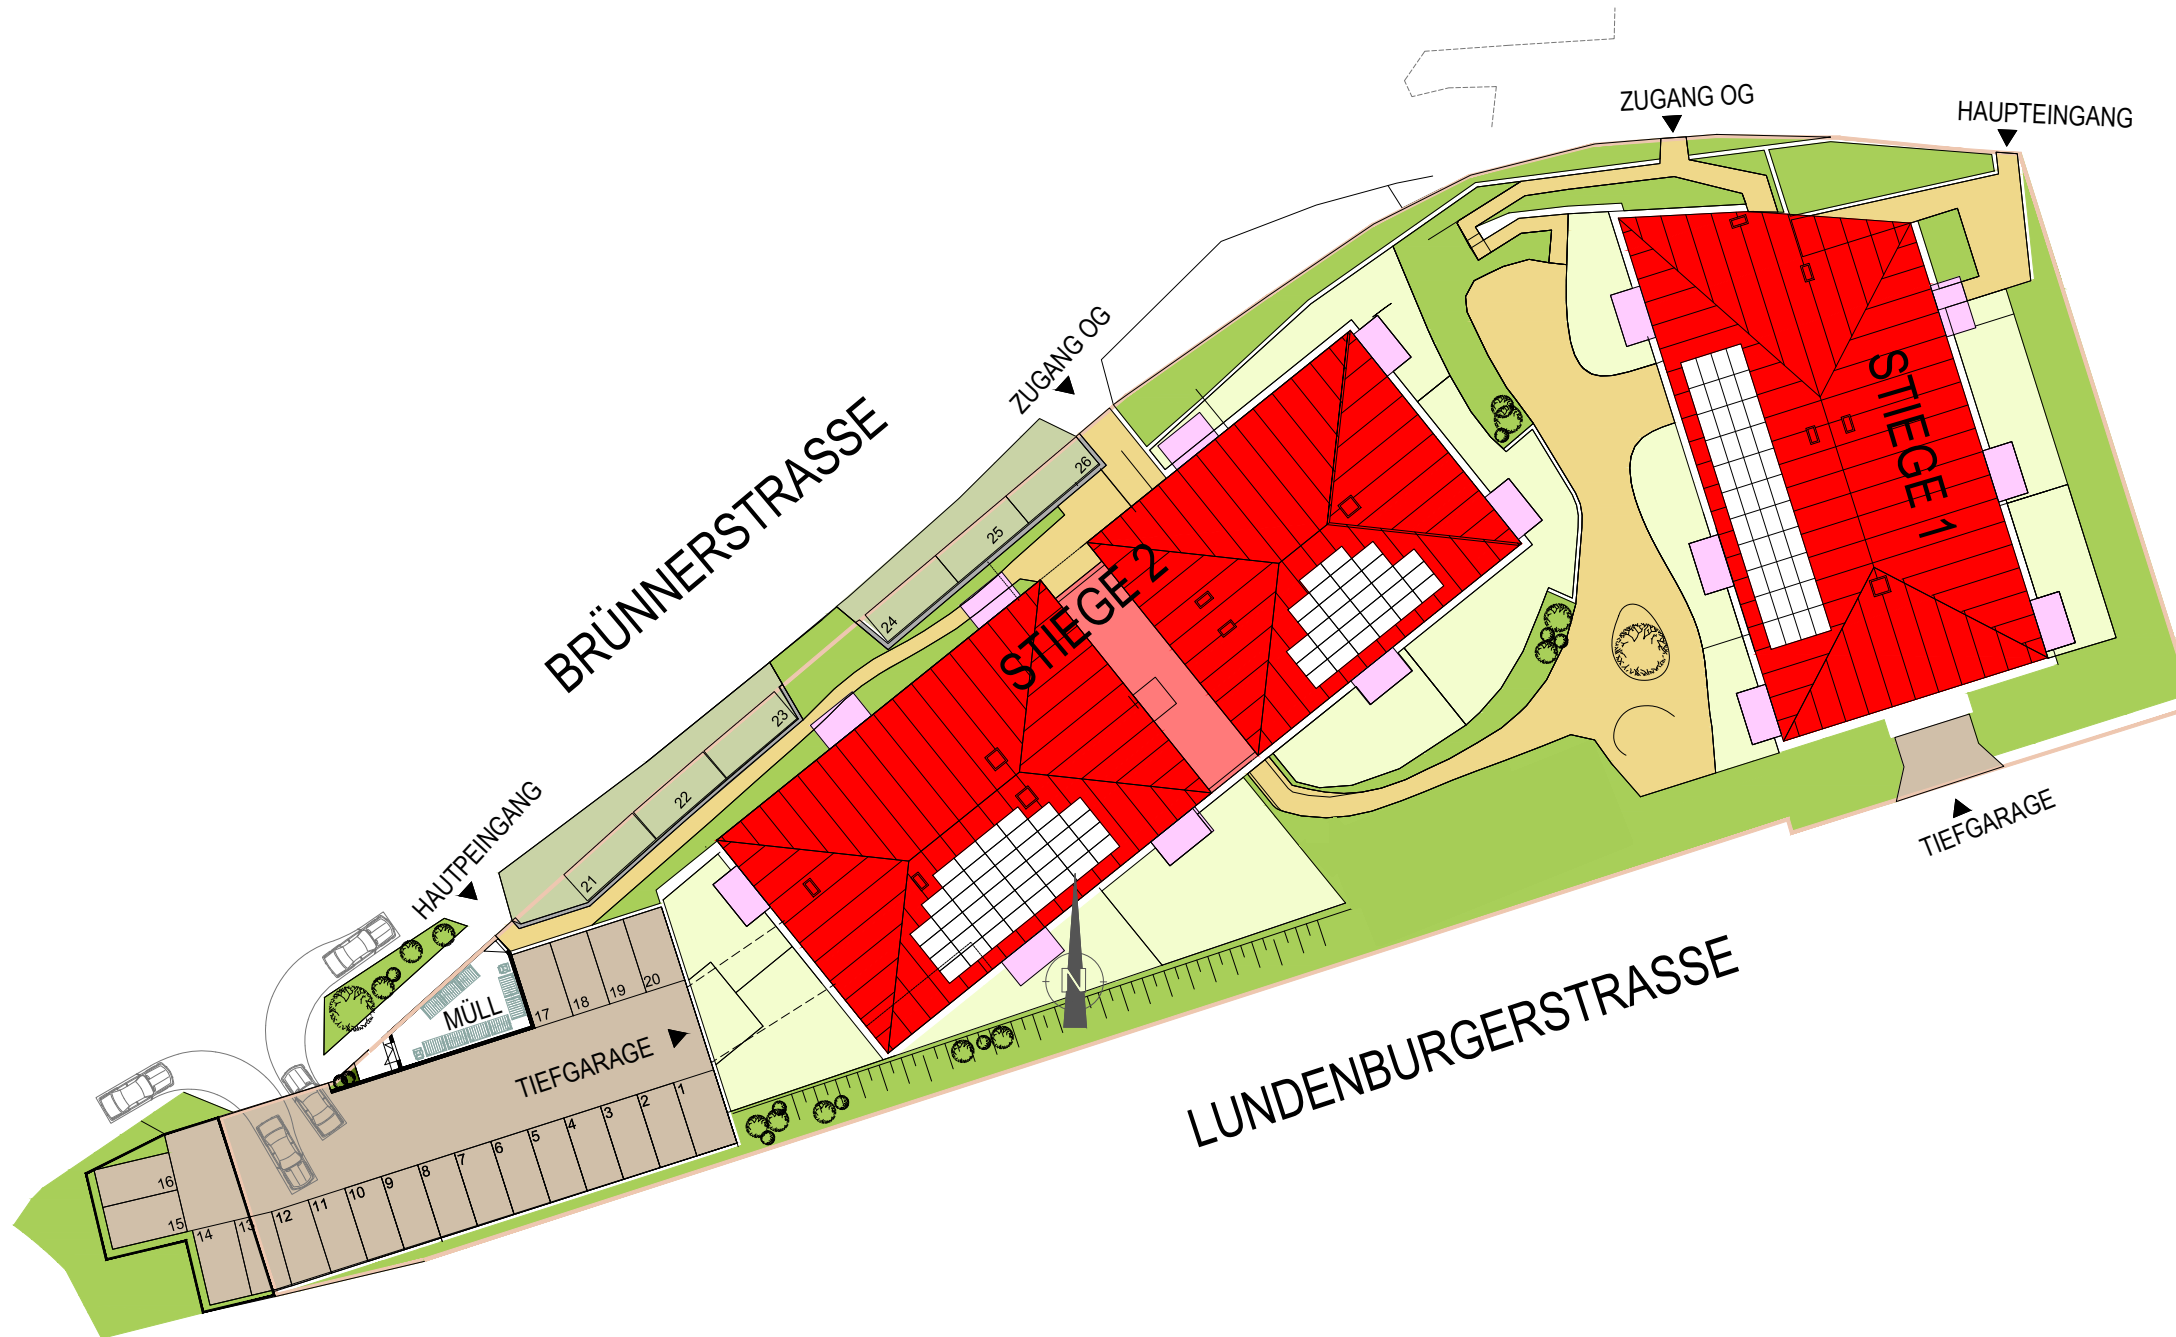 ZUGANG OG
HAUPTEINGANG
ZUGANG OG
BRÜNNERSTRASSE
STIEGE 1
STIEGE 2
26
25
24
23
22
21
HAUTPEINGANG
TIEFGARAGE
MÜLL
N
20
19
18
17
TIEFGARAGE
LUNDENBURGERSTRASSE
1
2
3
4
5
6
7
8
9
10
11
12
13
14
15
16